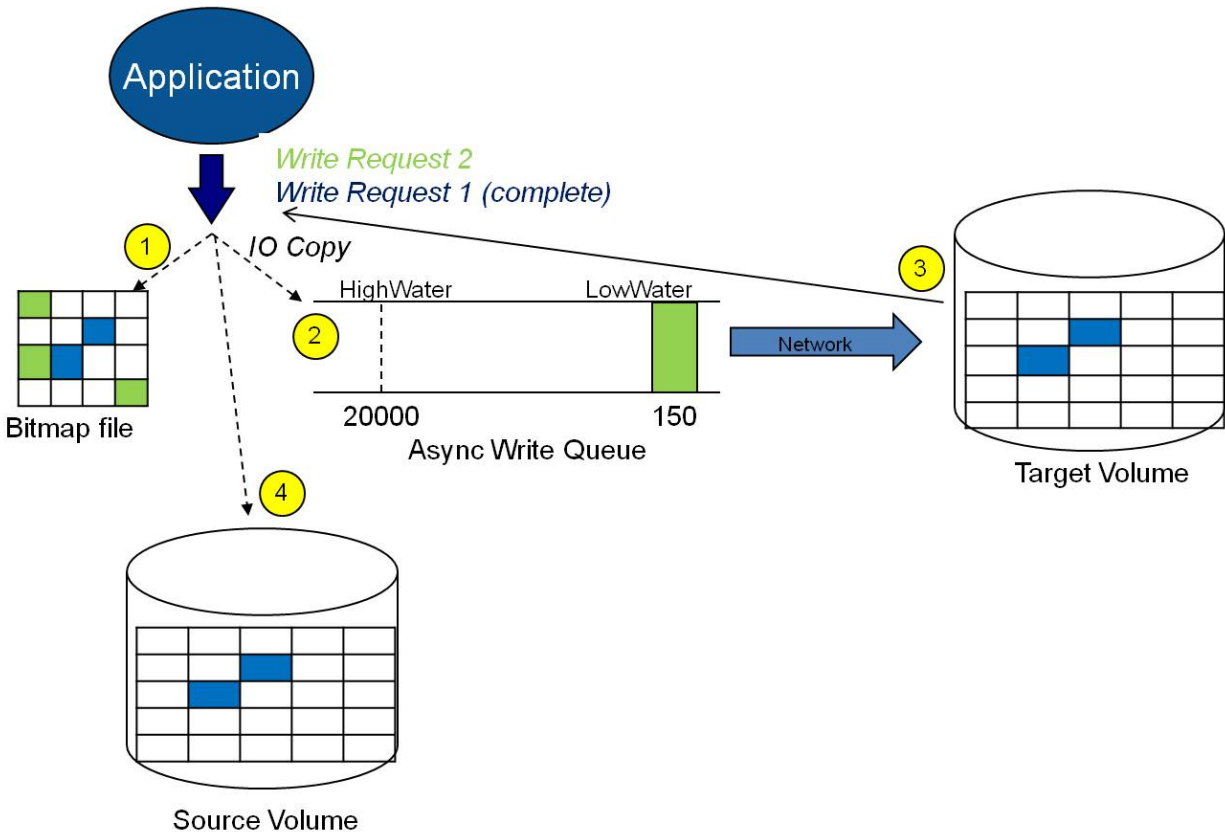 Application
Write Request 2
Write Request 1 (complete)
1
IO Copy
3
HighWater
LowWater
2
Network
Bitmap file
20000
150
Async Write Queue
Target Volume
4
Source Volume